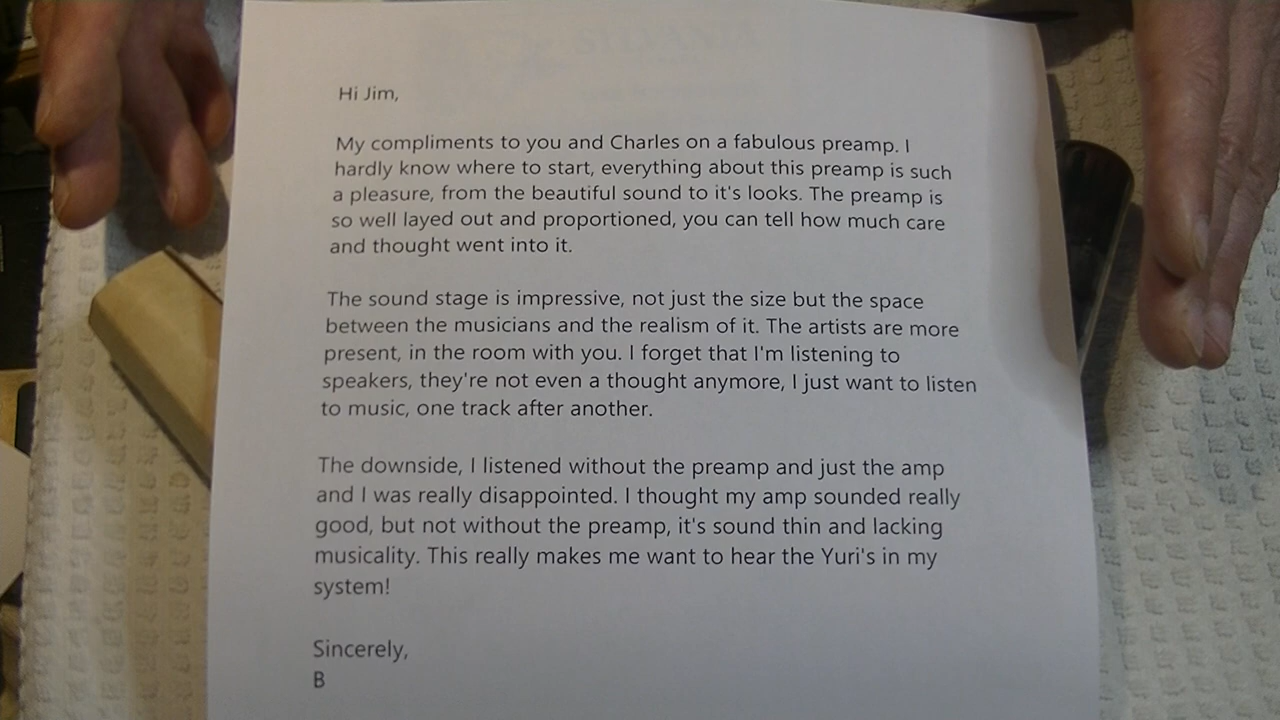 Hi Jim,
My compliments to you and Charles on a fabulous preamp. I
hardly know where to start, everything about this preamp is such
a pleasure, from the beautiful sound to it's looks. The preamp is
so well layed out and proportioned, you can tell how much care
and thought went into it.
The sound stage is impressive, not just the size but the space
between the musicians and the realism of it. The artists are more
present, in the room with you. I forget that I'm listening to
speakers, they're not even a thought anymore, I just want to listen
to music, one track after another.
The downside, I listened without the preamp and just the amp
and I was really disappointed. I thought my amp sounded really
good, but not without the preamp, it's sound thin and lacking
musicality. This really makes me want to hear the Yuri's in my
system!
Sincerely,
B